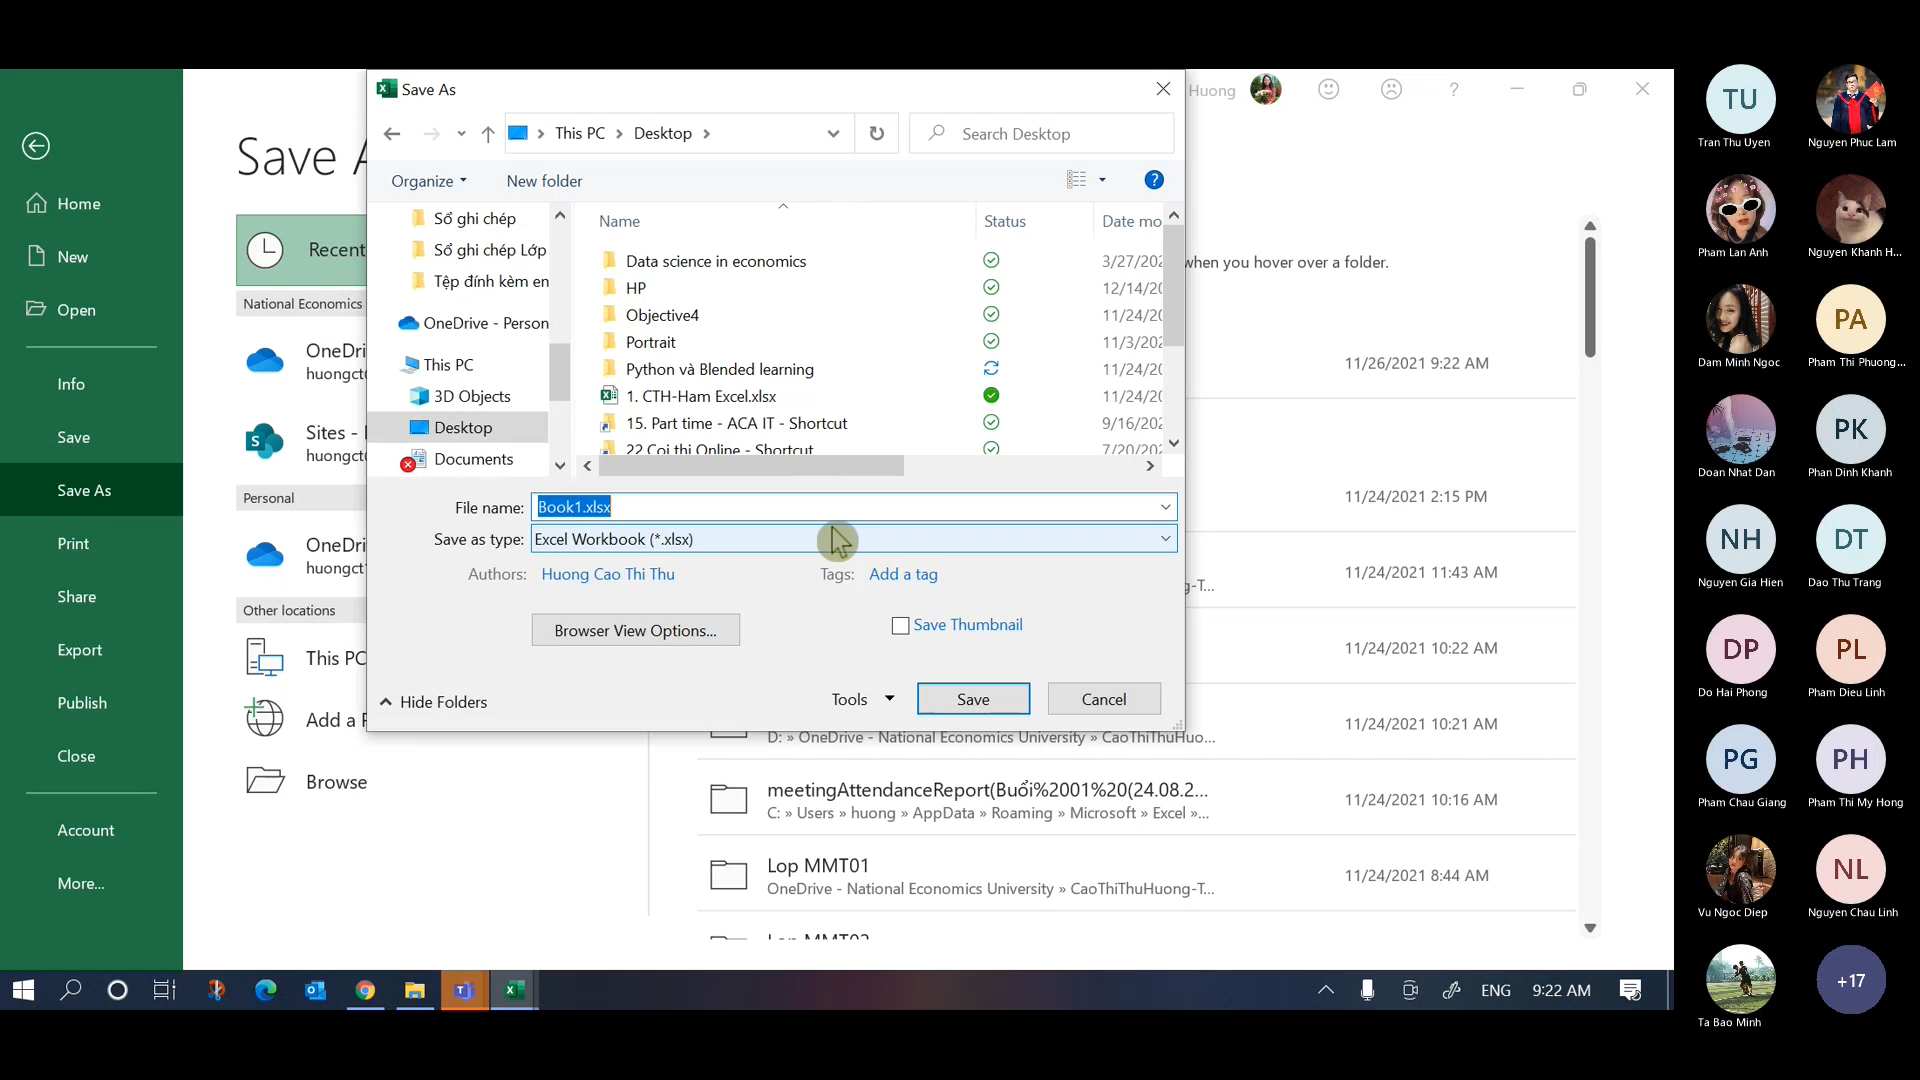 Save As
Huong
?
This PC
Desktop
Search Desktop
Organize
New folder
?
Save A
Home
New
Open
Info
Save
Save As
Print
Share
Export
Publish
Close
Account
More...
Recent
National Economics
OneDri
huongct
Sites -
huongct
Personal
OneDri
huongct
Other locations
This PC
Add a P
Browse
Sổ ghi chép
Sổ ghi chép Lớp
Tệp đính kèm en
OneDrive - Person
This PC
3D Objects
Desktop
Documents
Name
Status
Date mo
Data science in economics
3/27/202
HP
12/14/20
Objective4
11/24/20
Portrait
11/3/202
Python và Blended learning
11/24/20
1. CTH-Ham Excel.xlsx
11/24/20
15. Part time - ACA IT - Shortcut
9/16/202
22 Coi thi Online - Shortcut
7/20/202
File name:
Book1.xlsx
Save as type:
Excel Workbook (*.xlsx)
Authors:
Huong Cao Thi Thu
Tags:
Add a tag
Browser View Options...
Save Thumbnail
Hide Folders
Tools
Save
Cancel
when you hover over a folder.
11/26/2021 9:22 AM
11/24/2021 2:15 PM
g-T...
11/24/2021 11:43 AM
11/24/2021 10:22 AM
D: » OneDrive - National Economics University » CaoThiThuHuo...
11/24/2021 10:21 AM
meetingAttendanceReport(Buổi%2001%20(24.08.2...
C: » Users » huong » AppData » Roaming » Microsoft » Excel »...
11/24/2021 10:16 AM
Lop MMT01
OneDrive - National Economics University » CaoThiThuHuong-T...
11/24/2021 8:44 AM
ENG
9:22 AM
TU
Tran Thu Uyen
Nguyen Phuc Lam
Pham Lan Anh
Nguyen Khanh H...
Dam Minh Ngoc
PA
Pham Thi Phuong...
Doan Nhat Dan
PK
Phan Dinh Khanh
NH
Nguyen Gia Hien
DT
Dao Thu Trang
DP
Do Hai Phong
PL
Pham Dieu Linh
PG
Pham Chau Giang
PH
Pham Thi My Hong
Vu Ngoc Diep
NL
Nguyen Chau Linh
Ta Bao Minh
+17